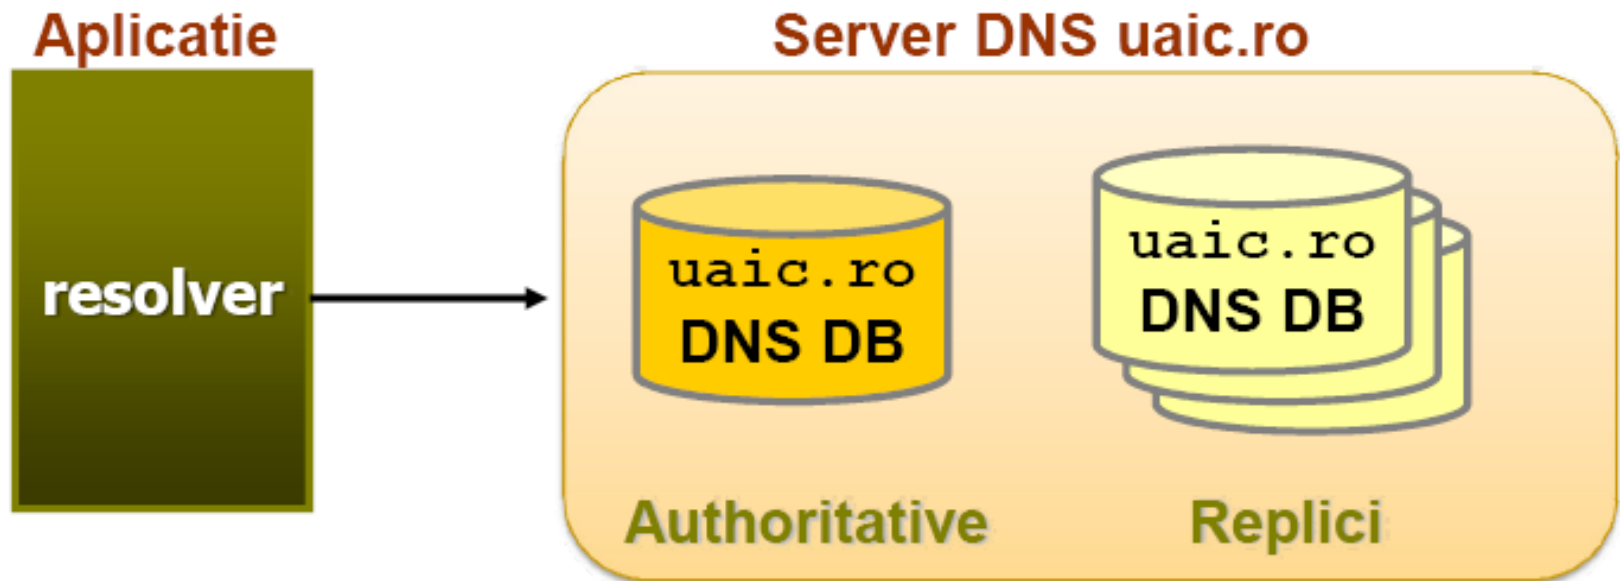 Aplicatie
Server DNS uaic.ro
resolver
uaic.ro
DNS DB
uaic.ro
DNS DB
Authoritative
Replici